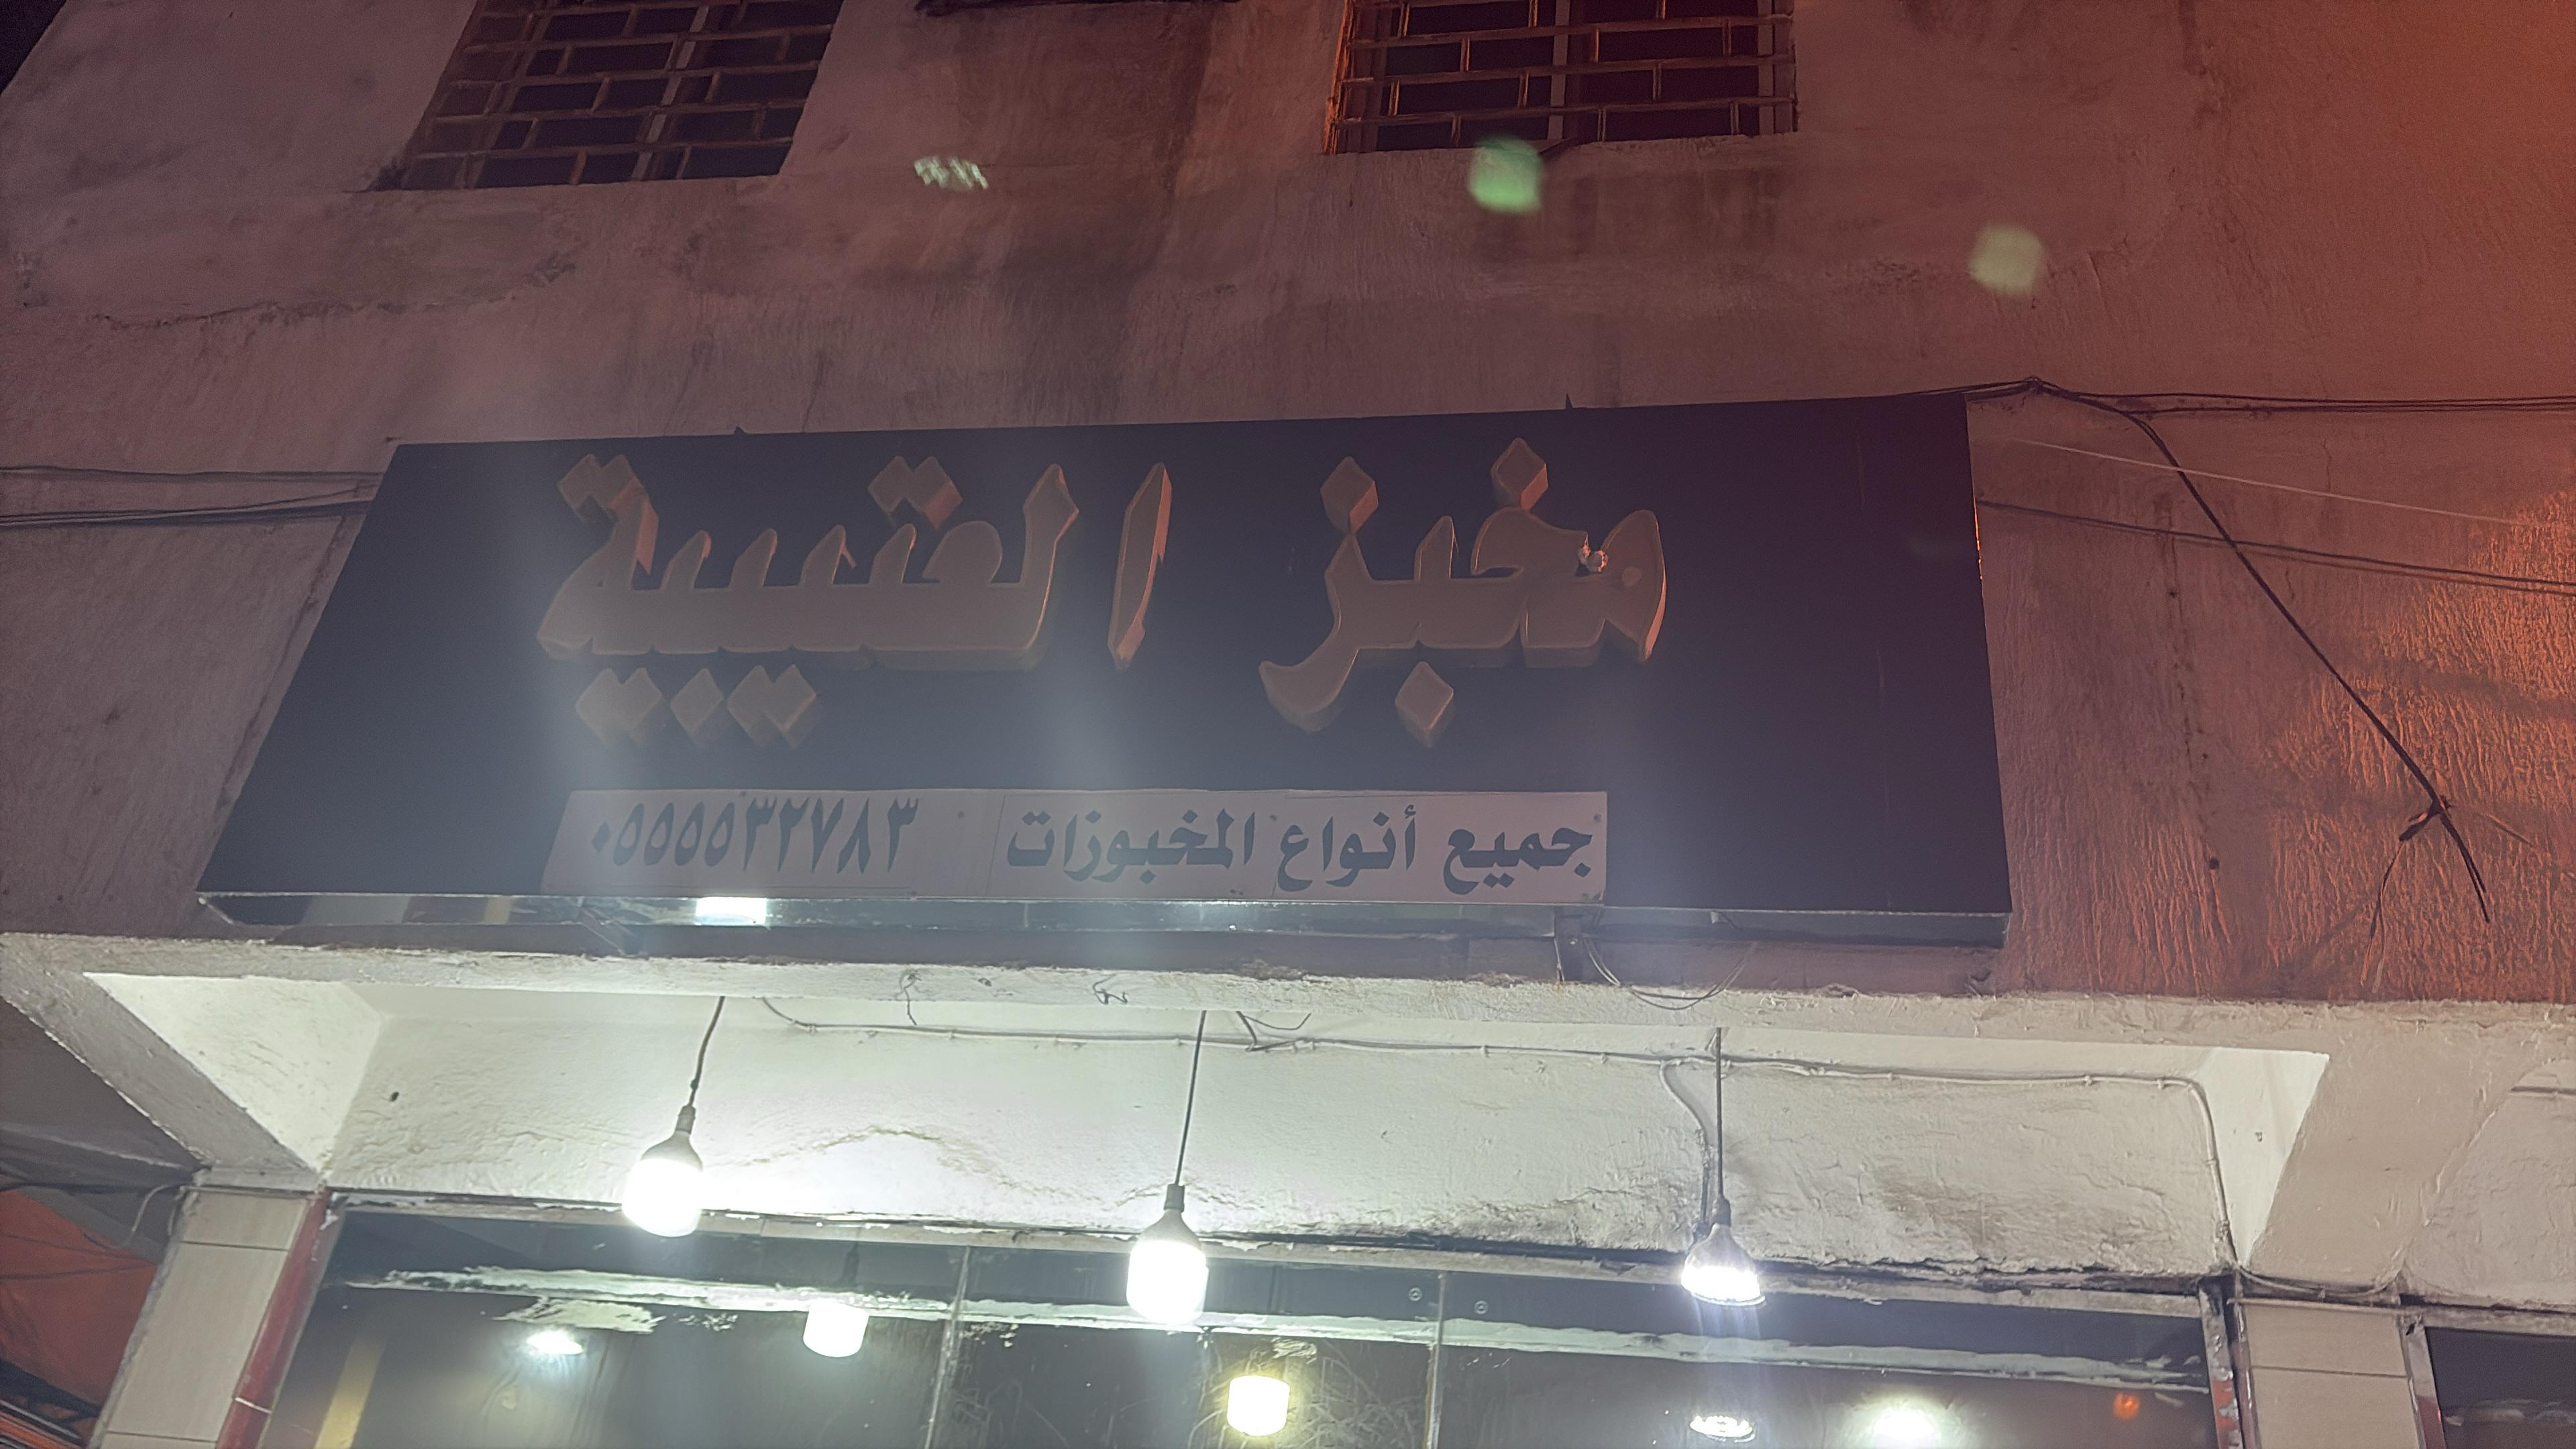 مخبز العتيبية
جميع أنواع المخبوزات ٠٥٥٥٥٣٢٧٨٣